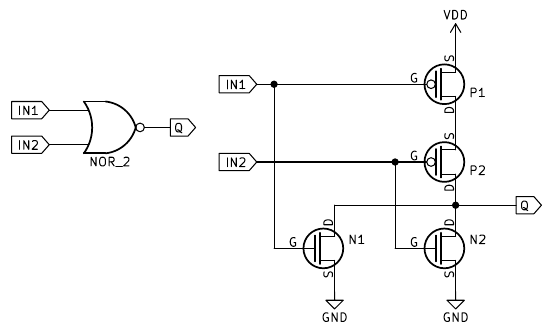 VDD
S
IN1
G
P1
D
IN1
Q
IN2
NOR_2
S
IN2
G
P2
D
Q
D
D
G
N1
G
N2
S
S
GND
GND